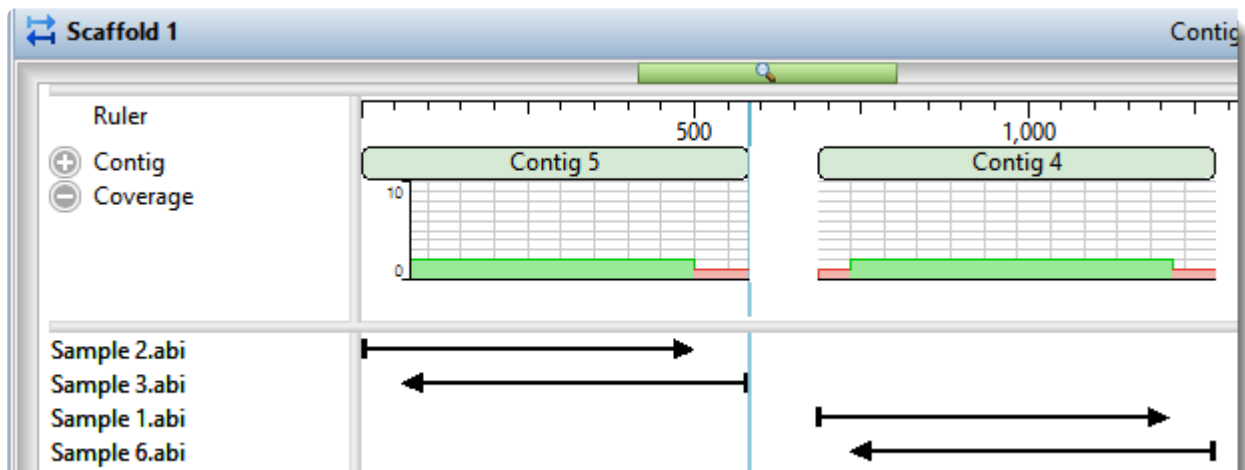 Scaffold 1 Contig
Ruler
500 1,000
Contig Contig 5 Contig 4
Coverage 10
0
Sample 2.abi
Sample 3.abi
Sample 1.abi
Sample 6.abi